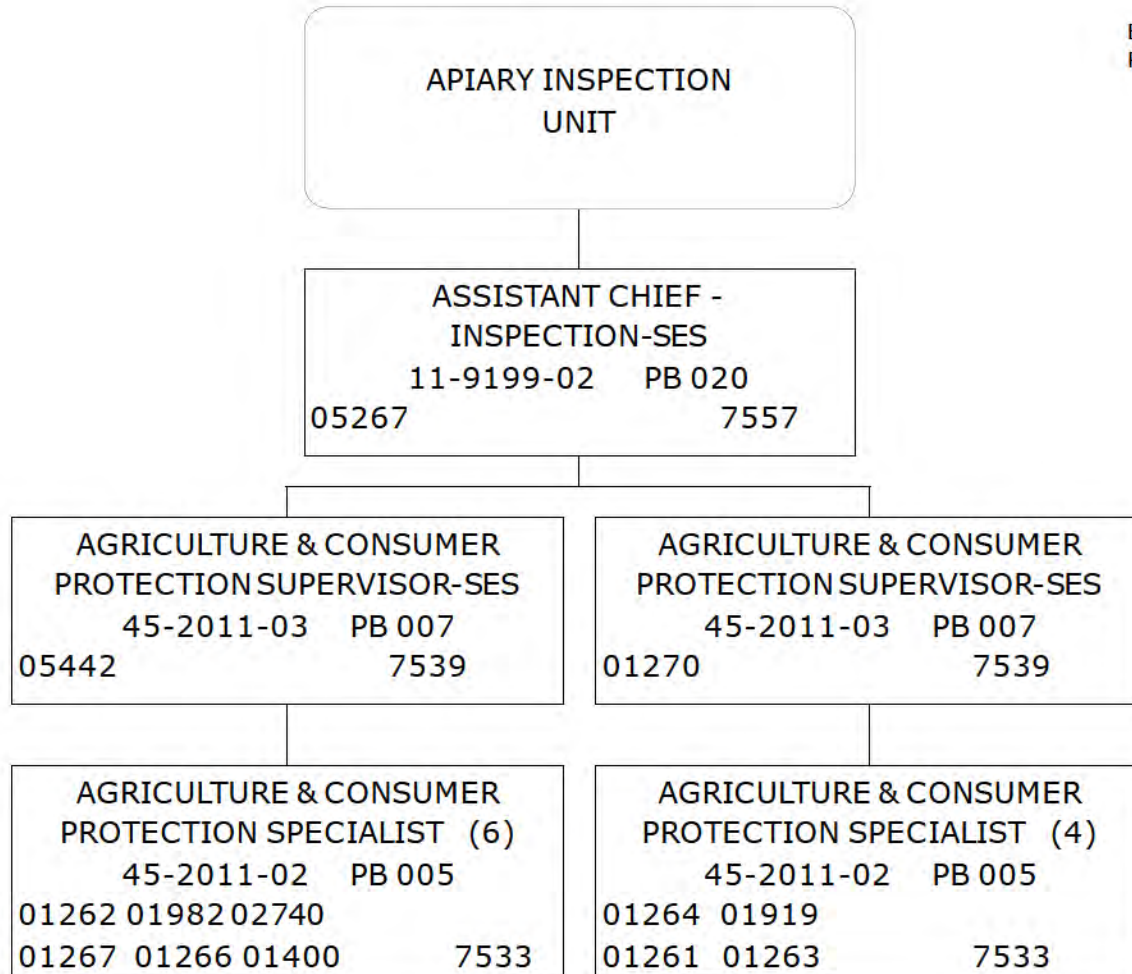 APIARY INSPECTION
UNIT
ASSISTANT CHIEF -
INSPECTION-SES
11-9199-02 PB 020
05267 7557
AGRICULTURE & CONSUMER
PROTECTION SUPERVISOR-SES
45-2011-03 PB 007
05442 7539
AGRICULTURE & CONSUMER
PROTECTION SUPERVISOR-SES
45-2011-03 PB 007
01270 7539
AGRICULTURE & CONSUMER
PROTECTION SPECIALIST (6)
45-2011-02 PB 005
01262 01982 02740
01267 01266 01400 7533
AGRICULTURE & CONSUMER
PROTECTION SPECIALIST (4)
45-2011-02 PB 005
01264 01919
01261 01263 7533